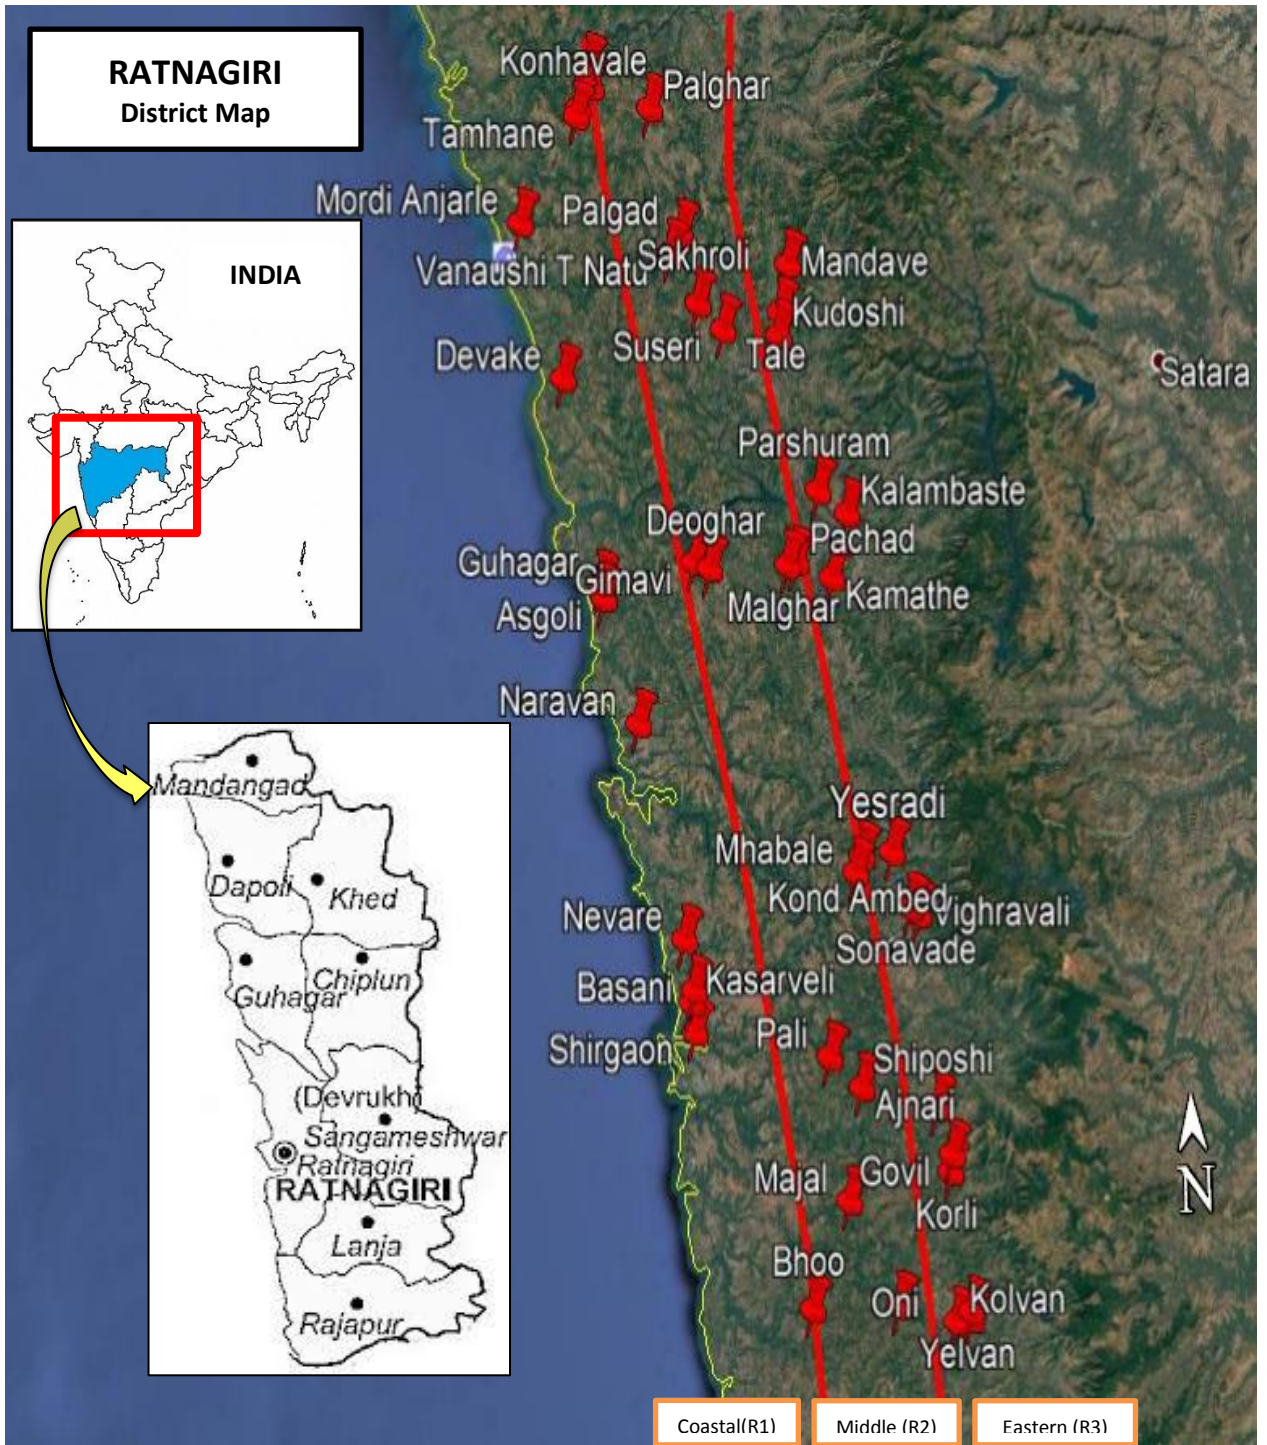 RATNAGIRI
District Map
INDIA
Konhavale
Palghar
Tamhane
Mordi Anjarle
Palgad
Sakhroli
Vanaushi T Natu
Mandave
Kudoshi
Suseri
Tale
Devake
Satara
Parshuram
Kalambaste
Deoghar
Pachad
Guhagar
Gimavi
Kamathe
Malghar
Asgoli
Naravan
Yesradi
Mhabale
Kond Ambed
Vighravali
Nevare
Sonavade
Kasarveli
Basani
Pali
Shirgaon
Shiposhi
Ajnari
Majal
Govil
Korli
Bhoo
Oni
Kolvan
Yelvan
N
Mandangad
Dapoli
Khed
Chiplun
Guhagar
(Devrukh)
Sangameshwar
Ratnagiri
RATNAGIRI
Lanja
Rajapur
Coastal(R1)
Middle (R2)
Eastern (R3)